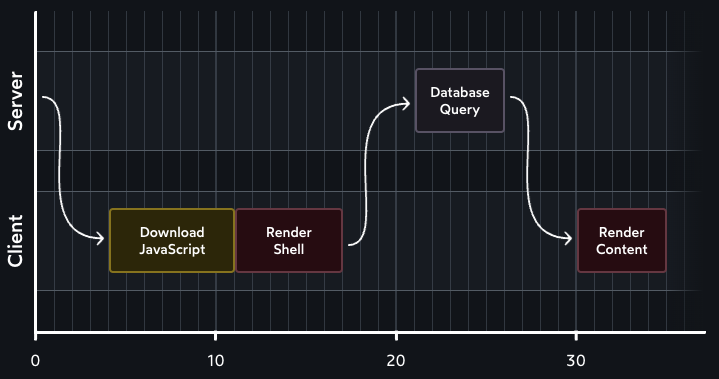 Server
Database
Query
Client
Download
JavaScript
Render
Shell
Render
Content
0
10
20
30